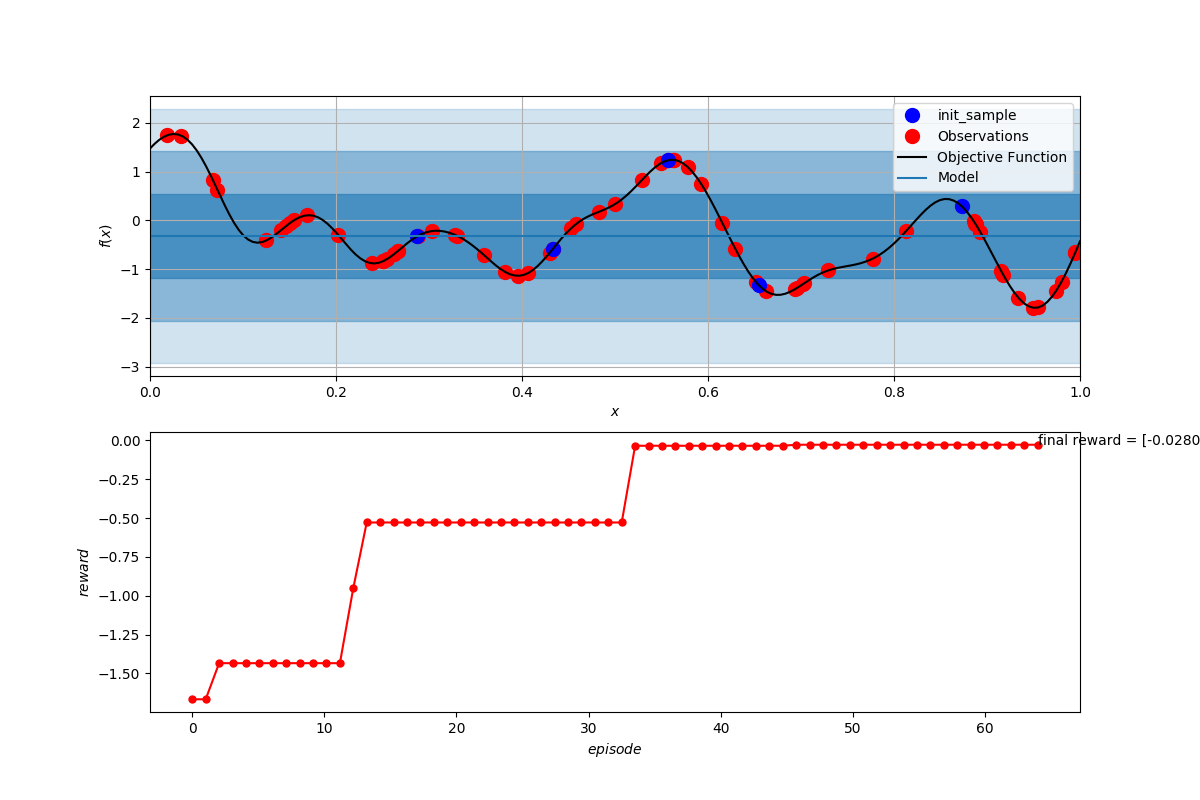 2
1
0
−1
−2
−3
f(x)
init_sample
Observations
Objective Function
Model
0.0 0.2 0.4 0.6 0.8 1.0
x
0.00
−0.25
−0.50
−0.75
−1.00
−1.25
−1.50
reward
final reward = [-0.0280
0 10 20 30 40 50 60
episode